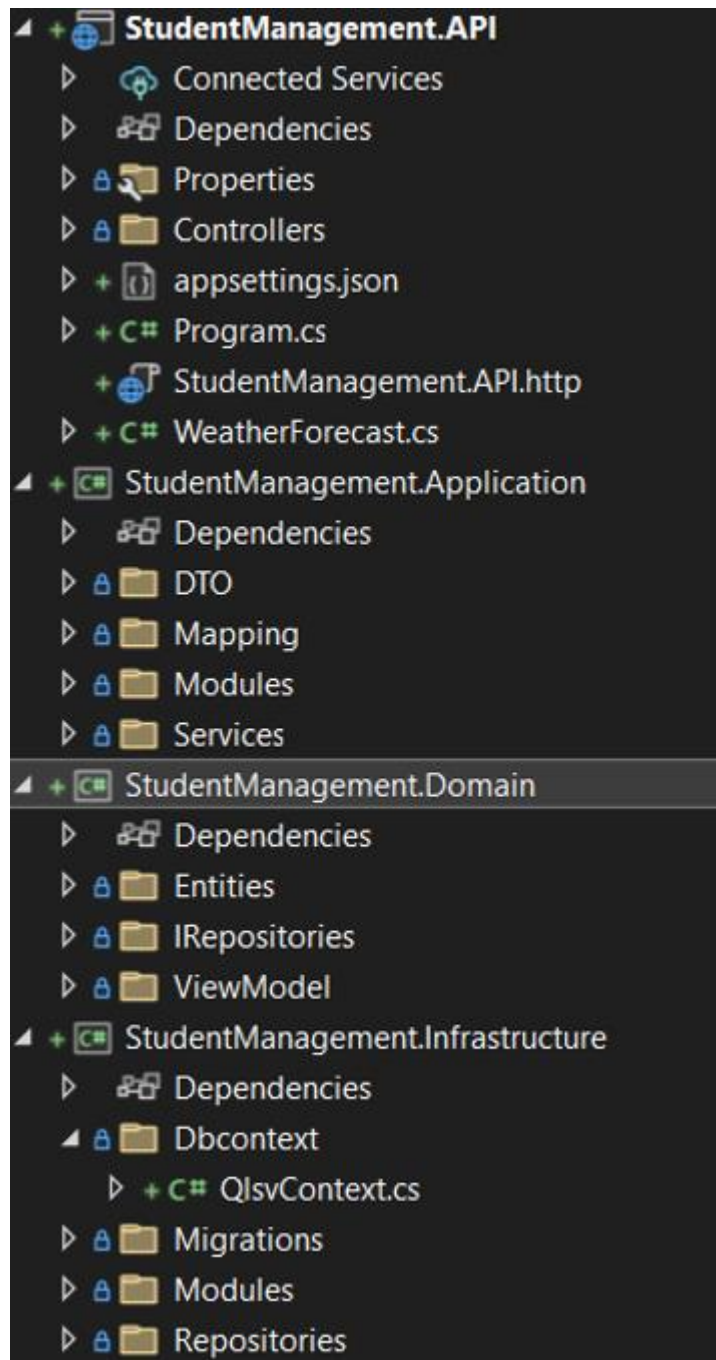 StudentManagement.API
Connected Services
Dependencies
Properties
Controllers
appsettings.json
C# Program.cs
StudentManagement.API.http
C# WeatherForecast.cs
C# StudentManagement.Application
Dependencies
DTO
Mapping
Modules
Services
C# StudentManagement.Domain
Dependencies
Entities
IRepositories
ViewModel
C# StudentManagement.Infrastructure
Dependencies
Dbcontext
C# QlsvContext.cs
Migrations
Modules
Repositories